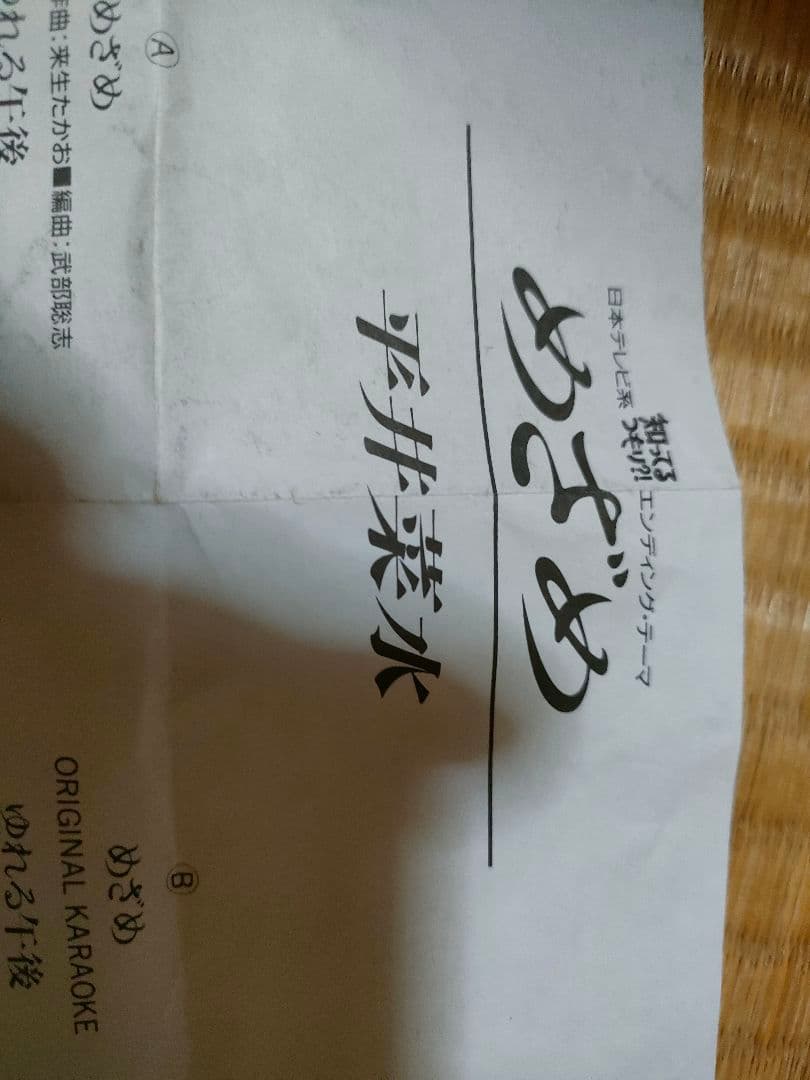 日本テレビ系 知ってるつもり?! エンディング・テーマ
めざめ
平井菜水
Ⓐ
めざめ
作曲:来生たかお■編曲:武部聡志
ゆれる午後
Ⓑ
めざめ
ORIGINAL KARAOKE
ゆれる午後